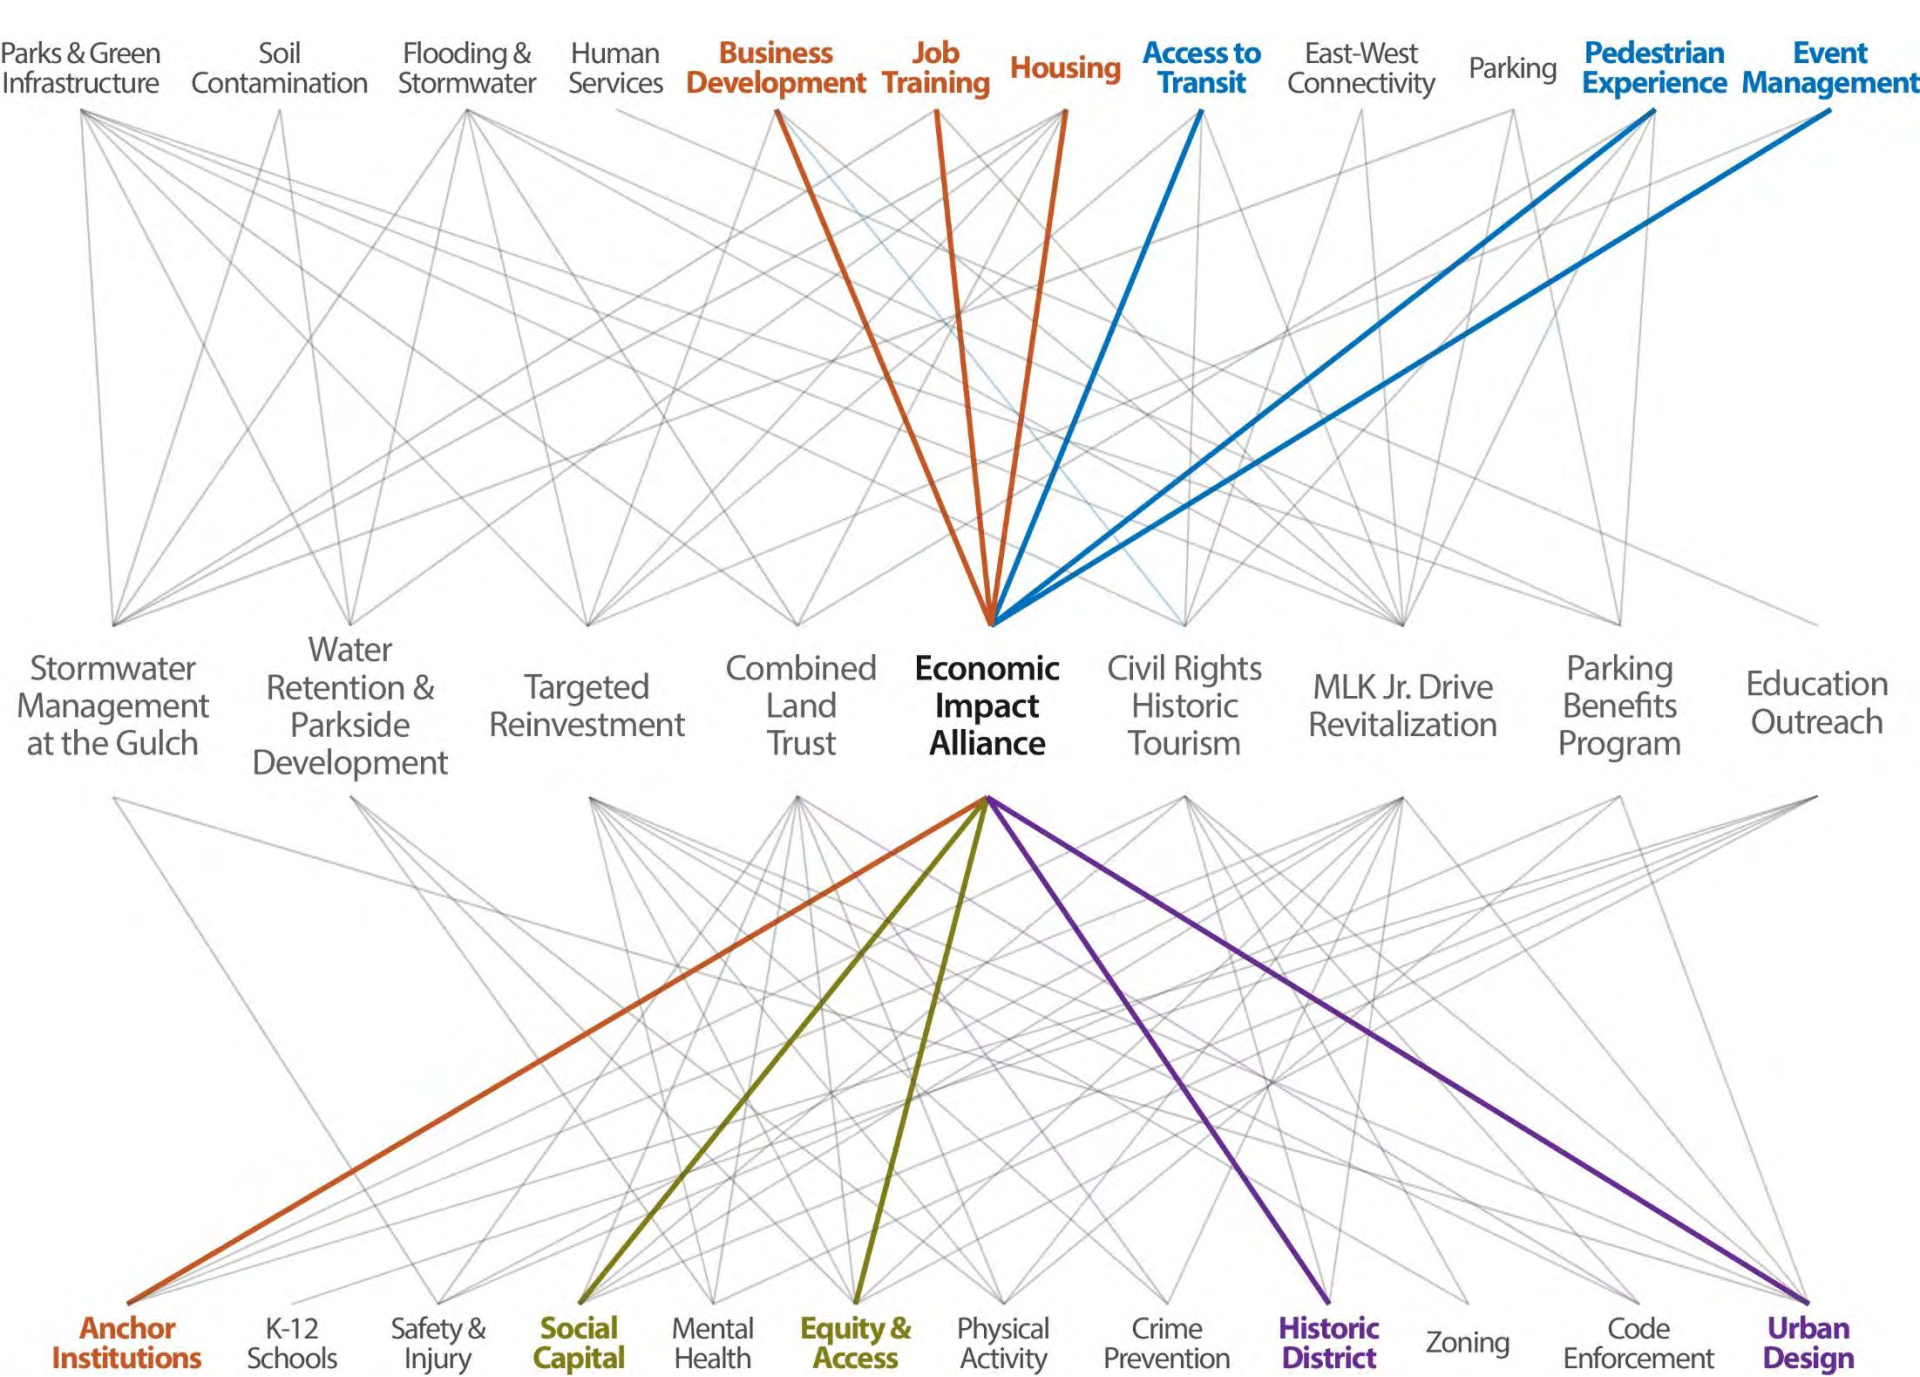 Parks & Green
Infrastructure
Soil
Contamination
Flooding &
Stormwater
Human
Services
Business
Development
Job
Training
Housing
Access to
Transit
East-West
Connectivity
Parking
Pedestrian
Experience
Event
Management
Stormwater
Management
at the Gulch
Water
Retention &
Parkside
Development
Targeted
Reinvestment
Combined
Land
Trust
Economic
Impact
Alliance
Civil Rights
Historic
Tourism
MLK Jr. Drive
Revitalization
Parking
Benefits
Program
Education
Outreach
Anchor
Institutions
K-12
Schools
Safety &
Injury
Social
Capital
Mental
Health
Equity &
Access
Physical
Activity
Crime
Prevention
Historic
District
Zoning
Code
Enforcement
Urban
Design